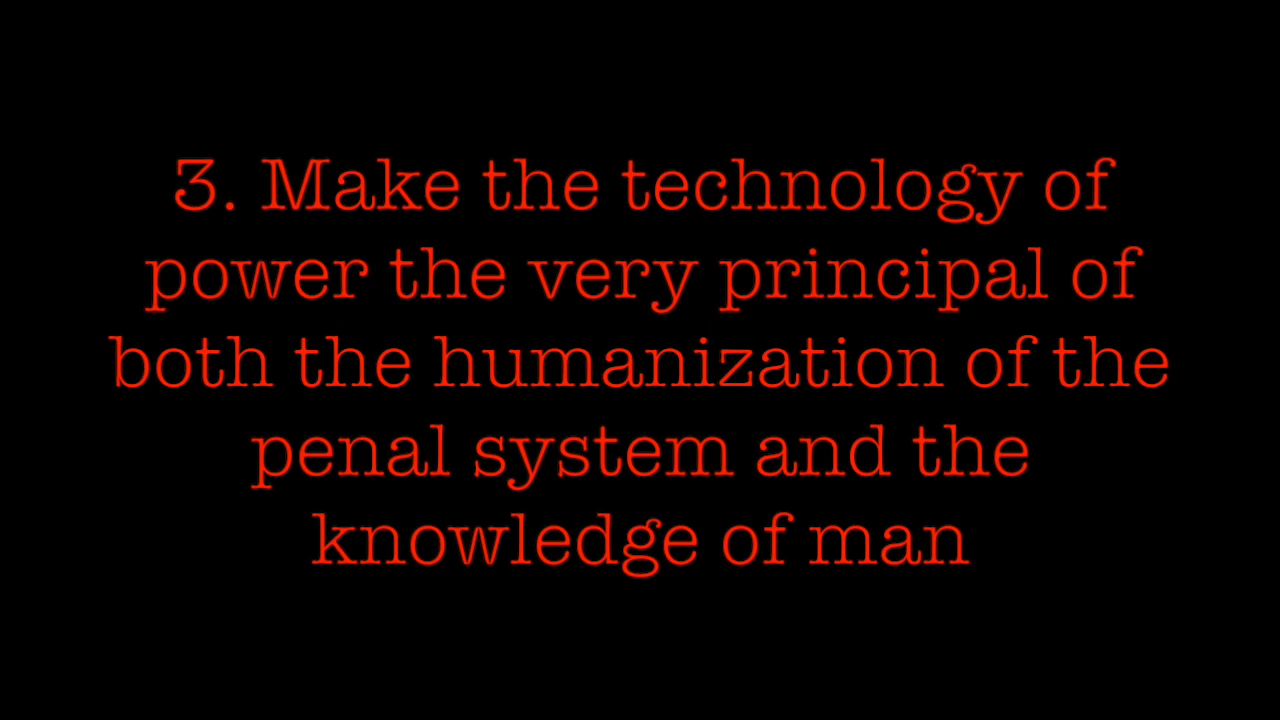 3. Make the technology of
power the very principal of
both the humanization of the
penal system and the
knowledge of man